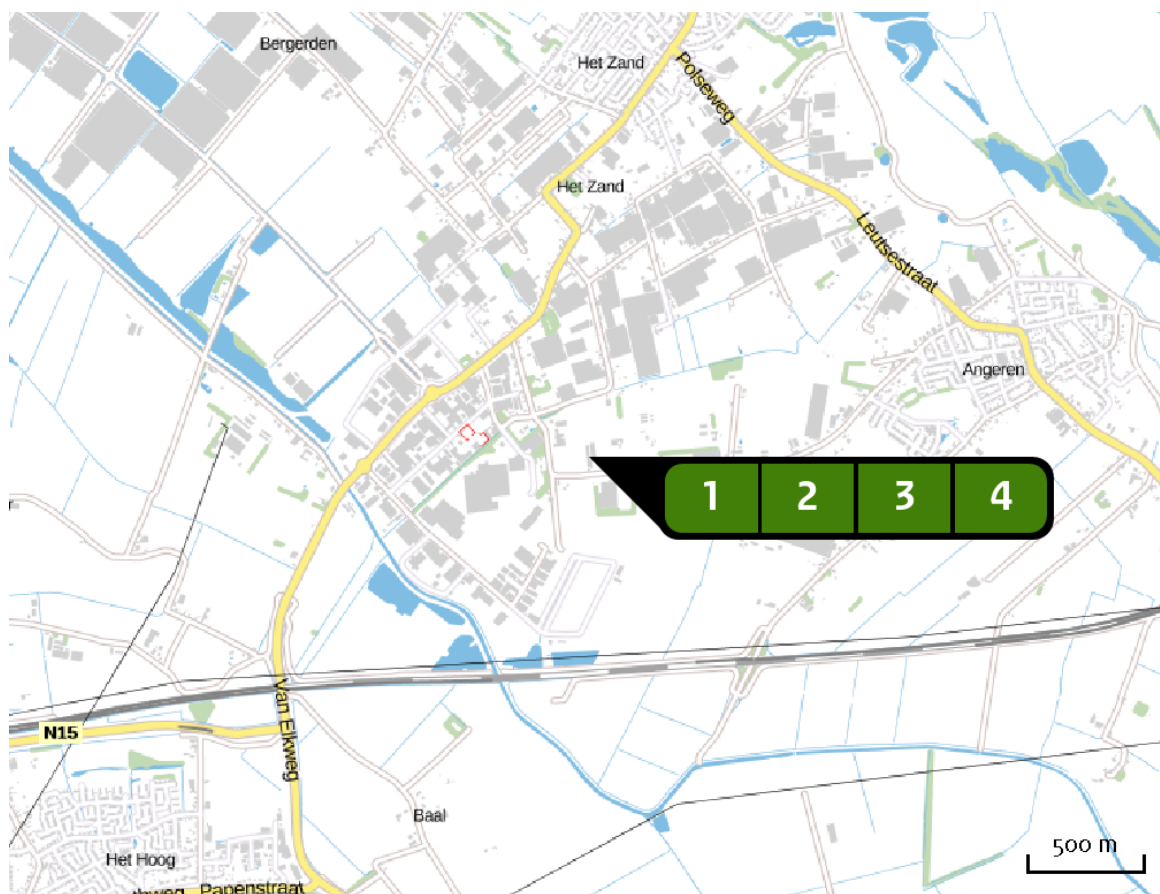 Bergerden
Het Zand
Polseweg
Het Zand
Leutsestraat
Angeren
1 2 3 4
N15
Van Elkweg
Baal
500 m
Het Hoog
Papenstraat